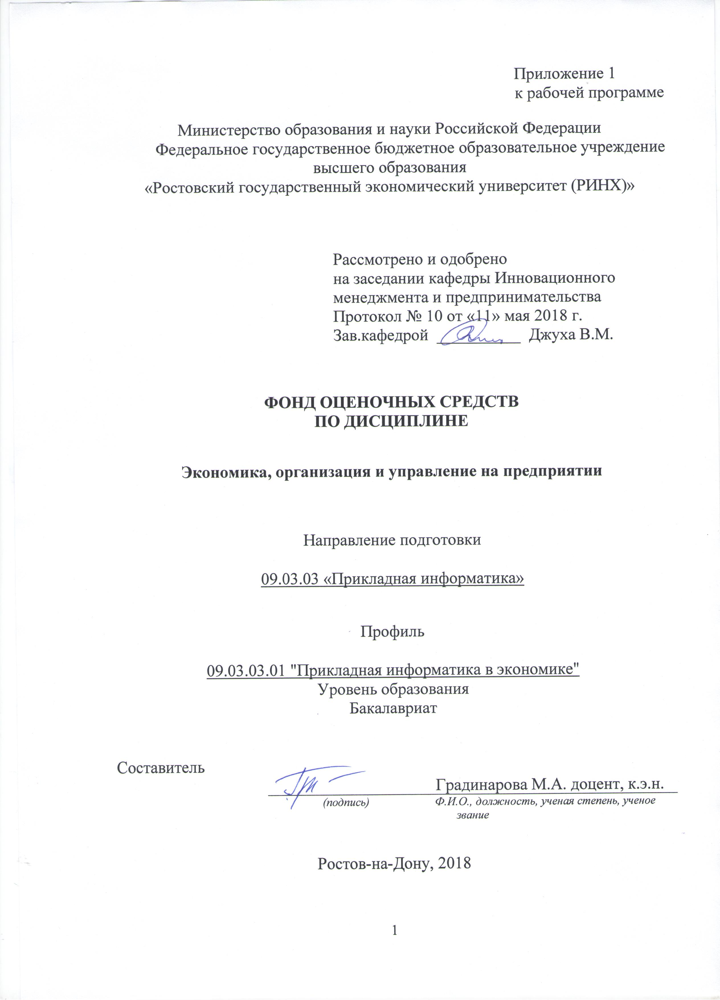 Приложение 1
к рабочей программе
Министерство образования и науки Российской Федерации
Федеральное государственное бюджетное образовательное учреждение
высшего образования
«Ростовский государственный экономический университет (РИНХ)»
Рассмотрено и одобрено
на заседании кафедры Инновационного
менеджмента и предпринимательства
Протокол № 10 от «11» мая 2018 г.
Зав.кафедрой Джуха В.М.
ФОНД ОЦЕНОЧНЫХ СРЕДСТВ
ПО ДИСЦИПЛИНЕ
Экономика, организация и управление на предприятии
Направление подготовки
09.03.03 «Прикладная информатика»
Профиль
09.03.03.01 "Прикладная информатика в экономике"
Уровень образования
Бакалавриат
Составитель
Градинарова М.А. доцент, к.э.н.
(подпись) Ф.И.О., должность, ученая степень, ученое
звание
Ростов-на-Дону, 2018
1